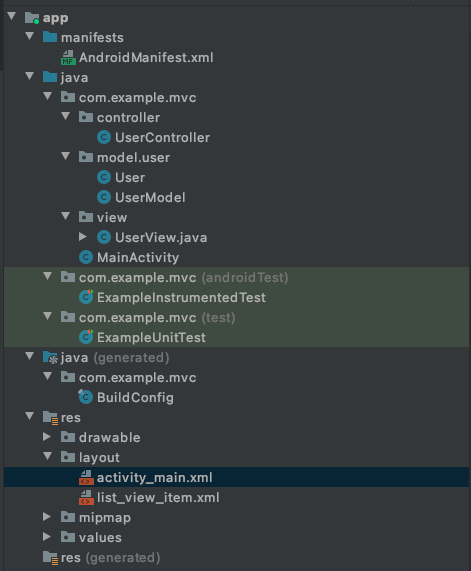 app
manifests
AndroidManifest.xml
java
com.example.mvc
controller
UserController
model.user
User
UserModel
view
UserView.java
MainActivity
com.example.mvc (androidTest)
ExampleInstrumentedTest
com.example.mvc (test)
ExampleUnitTest
java (generated)
com.example.mvc
BuildConfig
res
drawable
layout
activity_main.xml
list_view_item.xml
mipmap
values
res (generated)